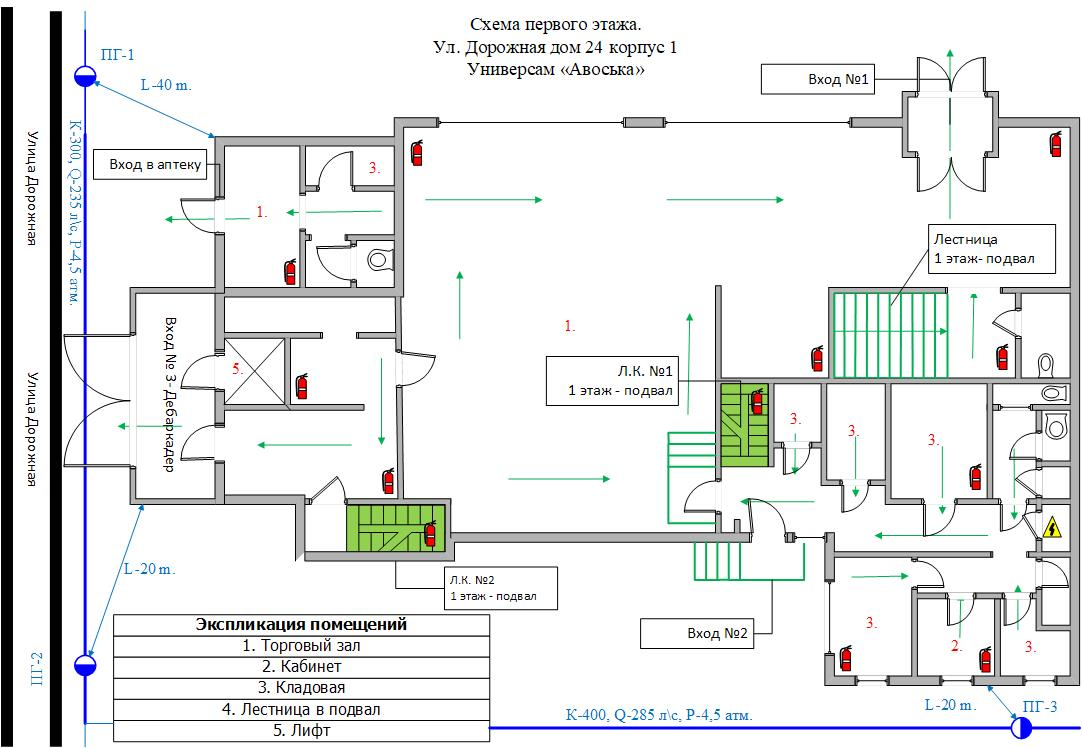 Схема первого этажа.
Ул. Дорожная дом 24 корпус 1
Универсам «Авоська»
ПГ-1
L-40 m.
Вход №1
Улица Дорожная
К-300, Q-235 л\с, Р-4,5 атм.
Вход в аптеку
3.
1.
Лестница
1 этаж- подвал
Вход № 3-Дебаркадер
1.
5.
Л.К. №1
1 этаж - подвал
3.
3.
3.
Улица Дорожная
L-20 m.
Л.К. №2
1 этаж - подвал
Вход №2
3.
2.
3.
ПГ-2
Экспликация помещений
1. Торговый зал
2. Кабинет
3. Кладовая
4. Лестница в подвал
5. Лифт
К-400, Q-285 л\с, Р-4,5 атм.
L-20 m.
ПГ-3